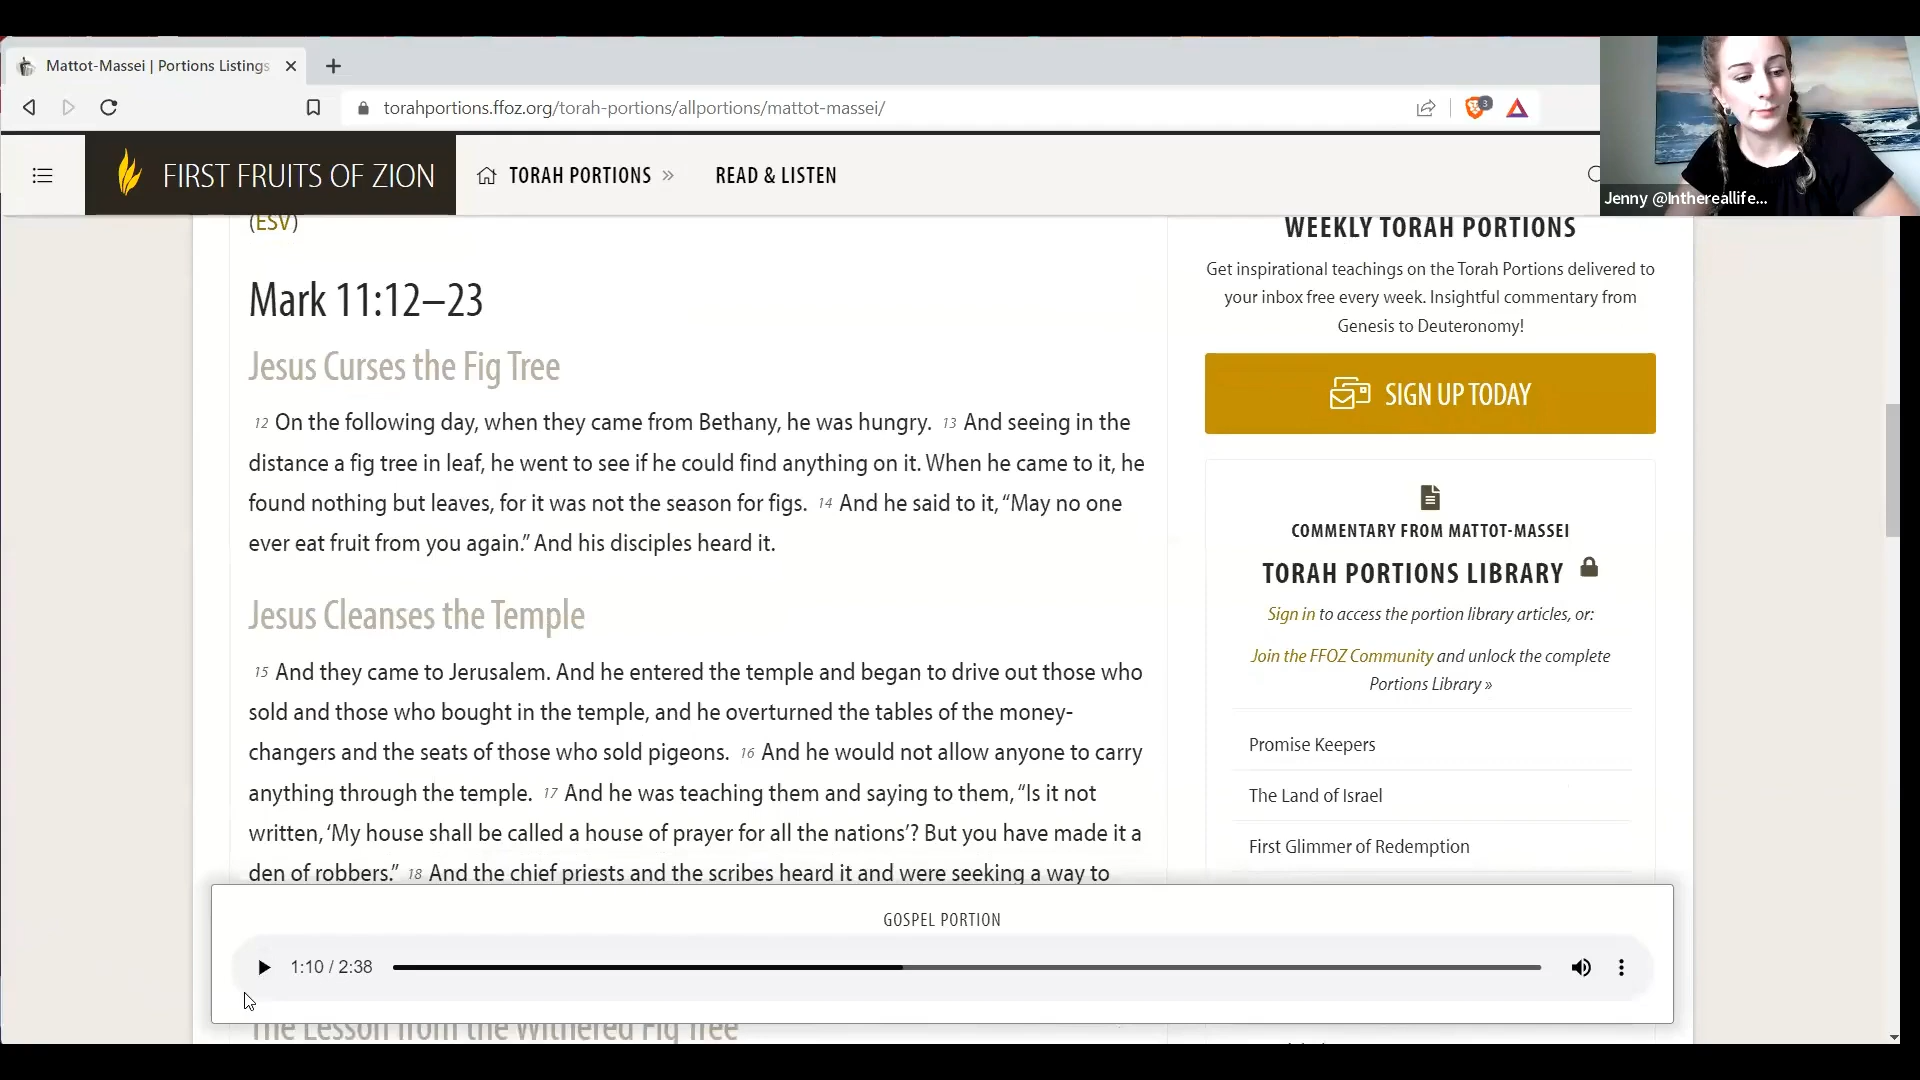 Mattot-Massei | Portions Listings
torahportions.ffoz.org/torah-portions/allportions/mattot-massei/
3
FIRST FRUITS OF ZION
TORAH PORTIONS »
READ & LISTEN
Jenny @Inthereallife...
(ESV)
Mark 11:12–23
Jesus Curses the Fig Tree
12 On the following day, when they came from Bethany, he was hungry. 13 And seeing in the
distance a fig tree in leaf, he went to see if he could find anything on it. When he came to it, he
found nothing but leaves, for it was not the season for figs. 14 And he said to it, “May no one
ever eat fruit from you again.” And his disciples heard it.
Jesus Cleanses the Temple
15 And they came to Jerusalem. And he entered the temple and began to drive out those who
sold and those who bought in the temple, and he overturned the tables of the money-
changers and the seats of those who sold pigeons. 16 And he would not allow anyone to carry
anything through the temple. 17 And he was teaching them and saying to them, “Is it not
written, ‘My house shall be called a house of prayer for all the nations’? But you have made it a
den of robbers.” 18 And the chief priests and the scribes heard it and were seeking a way to
WEEKLY TORAH PORTIONS
Get inspirational teachings on the Torah Portions delivered to
your inbox free every week. Insightful commentary from
Genesis to Deuteronomy!
SIGN UP TODAY
COMMENTARY FROM MATTOT-MASSEI
TORAH PORTIONS LIBRARY
Sign in to access the portion library articles, or:
Join the FFOZ Community and unlock the complete
Portions Library »
Promise Keepers
The Land of Israel
First Glimmer of Redemption
GOSPEL PORTION
1:10 / 2:38
The Lesson from the Withered Fig Tree